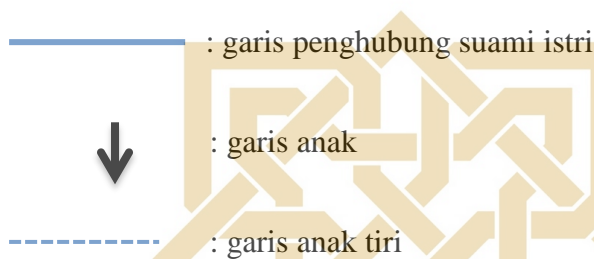 : garis penghubung suami istri
: garis anak
: garis anak tiri